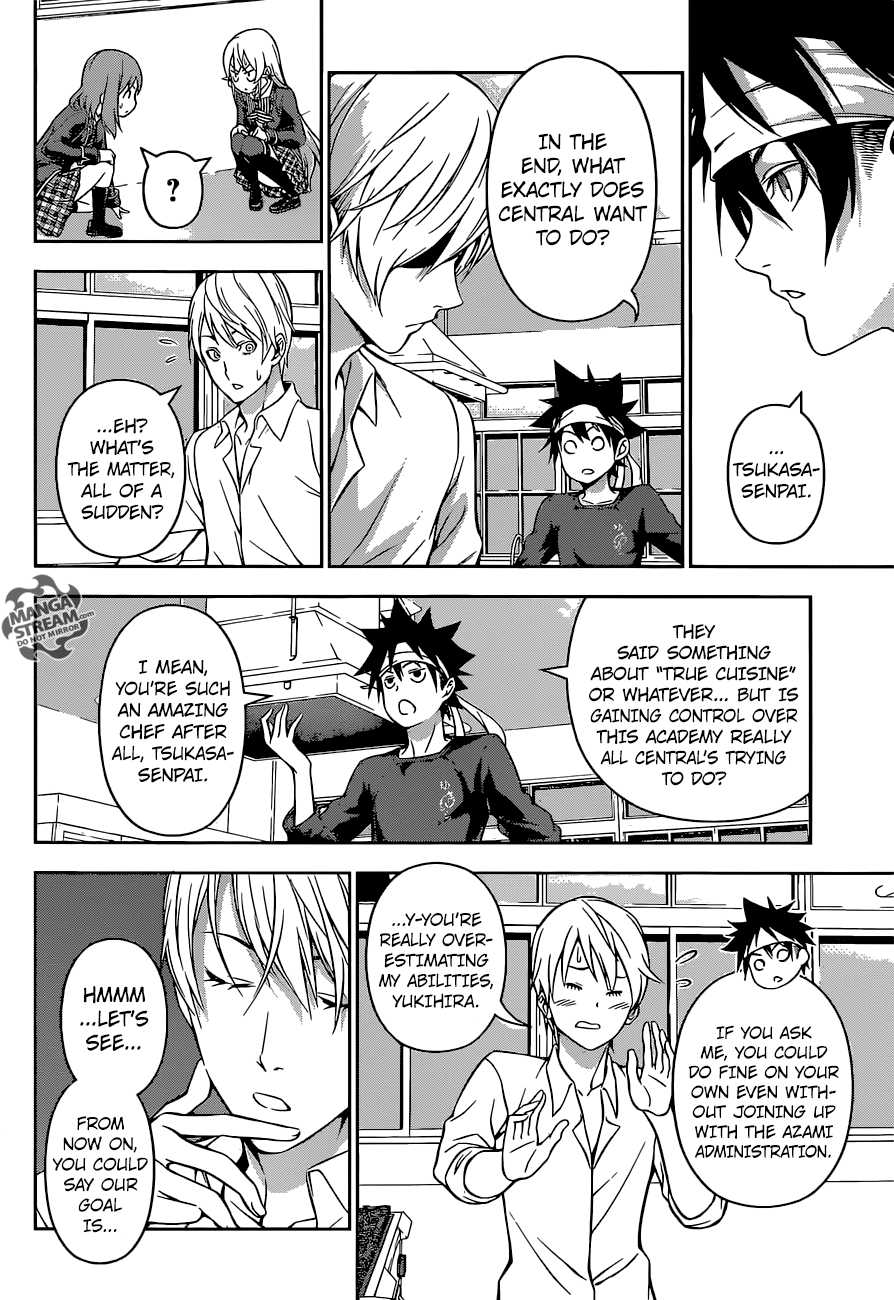 ...
TSUKASA-
SENPAI.
IN THE
END, WHAT
EXACTLY DOES
CENTRAL WANT
TO DO?
?
...EH?
WHAT'S
THE MATTER,
ALL OF A
SUDDEN?
THEY
SAID SOMETHING
ABOUT "TRUE CUISINE"
OR WHATEVER... BUT IS
GAINING CONTROL OVER
THIS ACADEMY REALLY
ALL CENTRAL'S TRYING
TO DO?
I MEAN,
YOU'RE SUCH
AN AMAZING
CHEF AFTER
ALL, TSUKASA-
SENPAI.
MANGA
STREAM.com
DO NOT MIRROR
IF YOU ASK
ME, YOU COULD
DO FINE ON YOUR
OWN EVEN WITH-
OUT JOINING UP
WITH THE AZAMI
ADMINISTRATION.
...Y-YOU'RE
REALLY OVER-
ESTIMATING
MY ABILITIES,
YUKIHIRA.
HMMM
...LET'S
SEE...
FROM
NOW ON,
YOU COULD
SAY OUR
GOAL
IS...